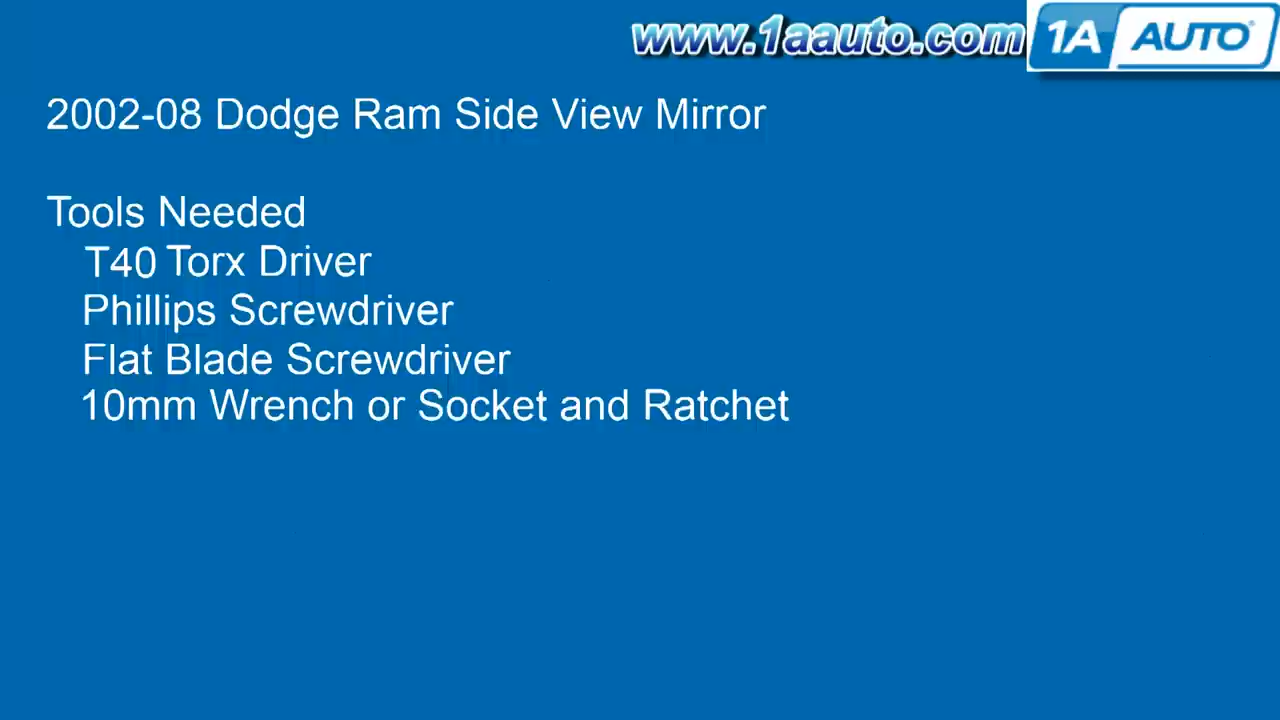 www.1aauto.com 1A AUTO®
2002-08 Dodge Ram Side View Mirror
Tools Needed
T40 Torx Driver
Phillips Screwdriver
Flat Blade Screwdriver
10mm Wrench or Socket and Ratchet